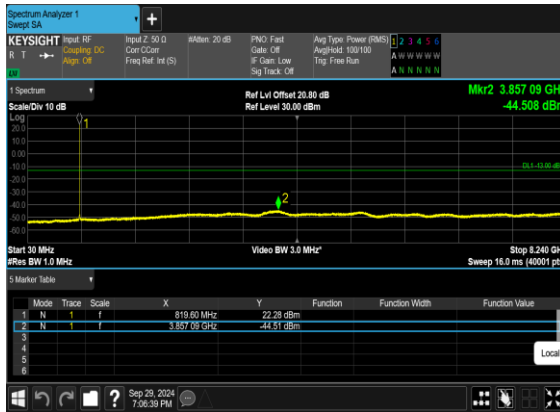 Spectrum Analyzer 1
Swept SA
+
KEYSIGHT Input: RF Input Z: 50 Ω #Atten: 20 dB PNO: Fast Avg Type: Power (RMS) 1 2 3 4 5 6
R T Coupling: DC Corr CCorr Gate: Off Avg|Hold: 100/100 A W W W W W
Align: Off Freq Ref: Int (S) IF Gain: Low Trig: Free Run
Sig Track: Off A N N N N N
1 Spectrum
Ref Lvl Offset 20.80 dB Mkr2 3.857 09 GH
Scale/Div 10 dB Ref Level 30.00 dBm -44.508 dB
Log
20.0
10.0
0.00
-10.0
-20.0
-30.0
-40.0
-50.0
-60.0
1
DL1 -13.00 dB
2
Start 30 MHz Video BW 3.0 MHz* Stop 8.240 GH
#Res BW 1.0 MHz Sweep 16.0 ms (40001 pt
5 Marker Table
Mode Trace Scale X Y Function Function Width Function Value
1 N 1 f 819.60 MHz 22.28 dBm
2 N 1 f 3.857 09 GHz -44.51 dBm
3
4
5
6
Local
? Sep 29, 2024
7:06:39 PM